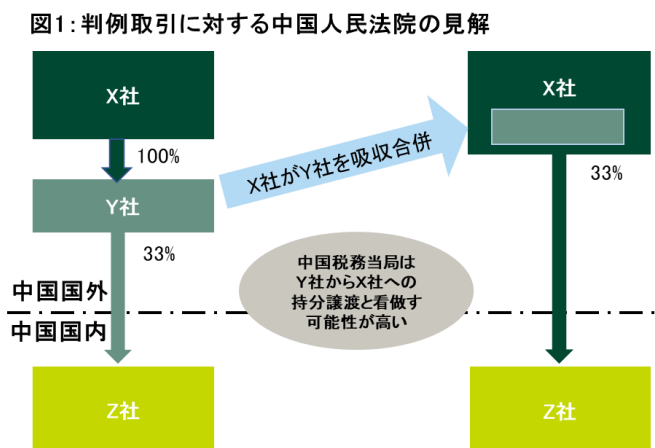 図1：判例取引に対する中国人民法院の見解
X社
100%
Y社
33%
X社がY社を吸収合併
X社
33%
中国税務当局は
Y社からX社への
持分譲渡と看做す
可能性が高い
中国国外
中国国内
Z社
Z社